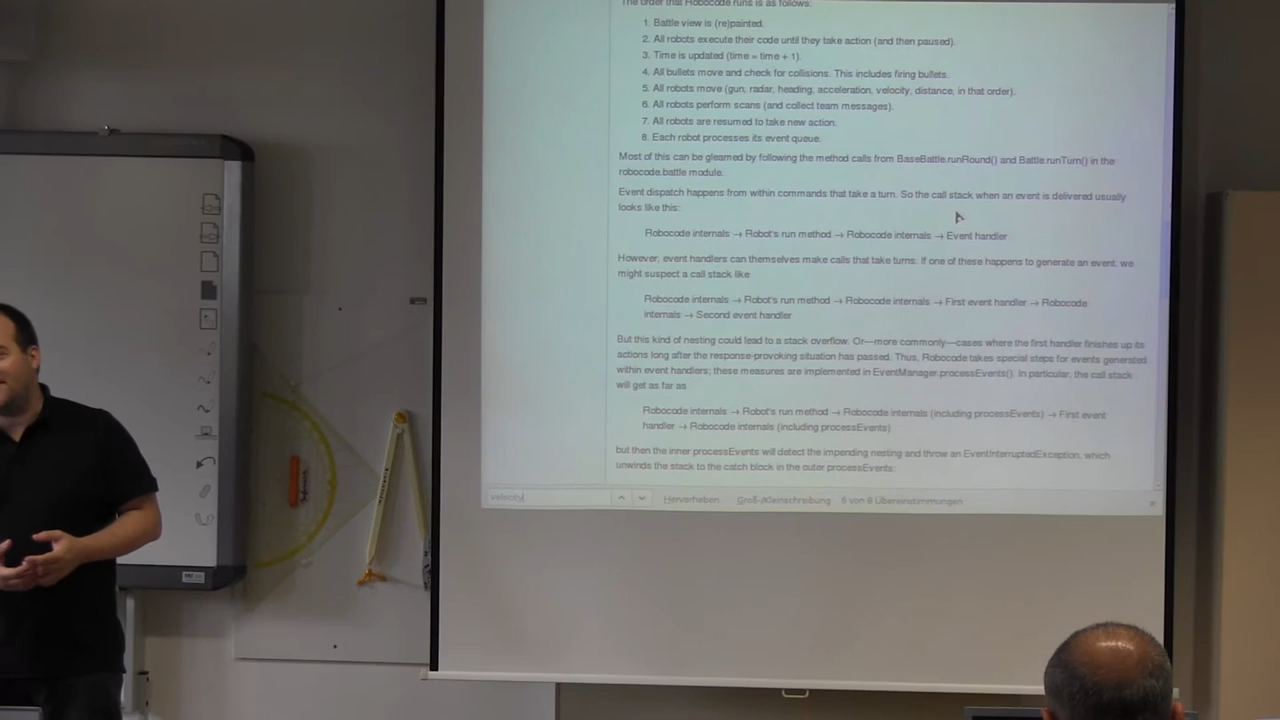 The order that Robocode runs is as follows.
1. Battle view is (re)painted.
2. All robots execute their code until they take action (and then paused).
3. Time is updated (time = time + 1).
4. All bullets move and check for collisions. This includes firing bullets.
5. All robots move (gun, radar, heading, acceleration, velocity, distance, in that order).
6. All robots perform scans (and collect team messages).
7. All robots are resumed to take new action.
8. Each robot processes its event queue.
Most of this can be gleamed by following the method calls from BaseBattle.runRound() and Battle.runTurn() in the
robocode.battle module.
Event dispatch happens from within commands that take a turn. So the call stack when an event is delivered usually
looks like this:
Robocode internals → Robot's run method → Robocode internals → Event handler
However, event handlers can themselves make calls that take turns. If one of these happens to generate an event, we
might suspect a call stack like
Robocode internals → Robot's run method → Robocode internals → First event handler → Robocode
internals → Second event handler
But this kind of nesting could lead to a stack overflow. Or—more commonly—cases where the first handler finishes up its
actions long after the response-provoking situation has passed. Thus, Robocode takes special steps for events generated
within event handlers; these measures are implemented in EventManager.processEvents(). In particular, the call stack
will get as far as
Robocode internals → Robot's run method → Robocode internals (including processEvents) → First event
handler → Robocode internals (including processEvents)
but then the inner processEvents will detect the impending nesting and throw an EventInterruptedException, which
unwinds the stack to the catch block in the outer processEvents:
velocity Hervorheben Groß-/Kleinschreibung 6 von 8 Übereinstimmungen